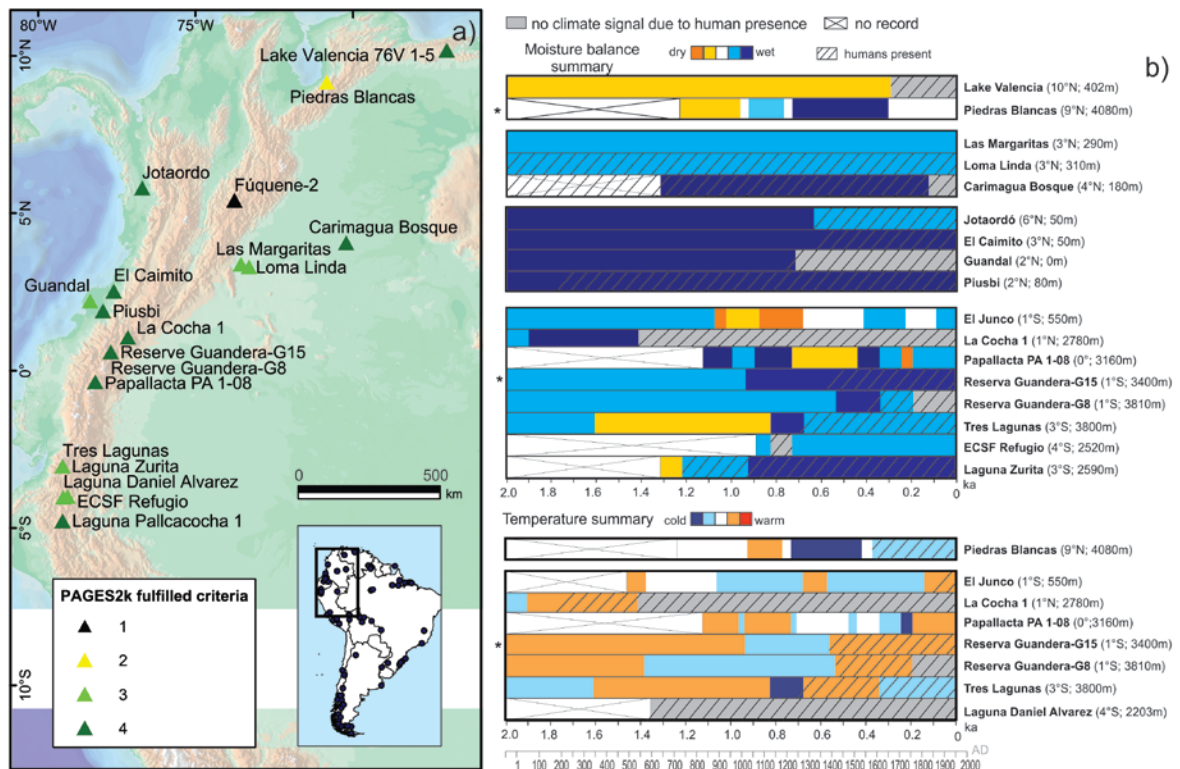 80°W
75°W
a)
10°N
5°N
0°
5°S
10°S
Lake Valencia 76V 1-5
Piedras Blancas
Jotaordo
Fúquene-2
Carimagua Bosque
Las Margaritas
Loma Linda
El Caimito
Guandal
Piusbi
La Cocha 1
Reserve Guandera-G15
Reserve Guandera-G8
Papallacta PA 1-08
Tres Lagunas
Laguna Zurita
Laguna Daniel Alvarez
ECSF Refugio
Laguna Pallcacocha 1
0 500
km
PAGES2k fulfilled criteria
1
2
3
4
no climate signal due to human presence
no record
Moisture balance
summary
dry
wet
humans present
b)
Lake Valencia (10°N; 402m)
* Piedras Blancas (9°N; 4080m)
Las Margaritas (3°N; 290m)
Loma Linda (3°N; 310m)
Carimagua Bosque (4°N; 180m)
Jotaordó (6°N; 50m)
El Caimito (3°N; 50m)
Guandal (2°N; 0m)
Piusbi (2°N; 80m)
El Junco (1°S; 550m)
La Cocha 1 (1°N; 2780m)
Papallacta PA 1-08 (0°; 3160m)
* Reserva Guandera-G15 (1°S; 3400m)
Reserva Guandera-G8 (1°S; 3810m)
Tres Lagunas (3°S; 3800m)
ECSF Refugio (4°S; 2520m)
Laguna Zurita (3°S; 2590m)
2.0 1.8 1.6 1.4 1.2 1.0 0.8 0.6 0.4 0.2 0
ka
Temperature summary
cold
warm
Piedras Blancas (9°N; 4080m)
El Junco (1°S; 550m)
La Cocha 1 (1°N; 2780m)
Papallacta PA 1-08 (0°;3160m)
* Reserva Guandera-G15 (1°S; 3400m)
Reserva Guandera-G8 (1°S; 3810m)
Tres Lagunas (3°S; 3800m)
Laguna Daniel Alvarez (4°S; 2203m)
2.0 1.8 1.6 1.4 1.2 1.0 0.8 0.6 0.4 0.2 0
ka
AD
1 100 200 300 400 500 600 700 800 900 1000 1100 1200 1300 1400 1500 1600 1700 1800 1900 2000